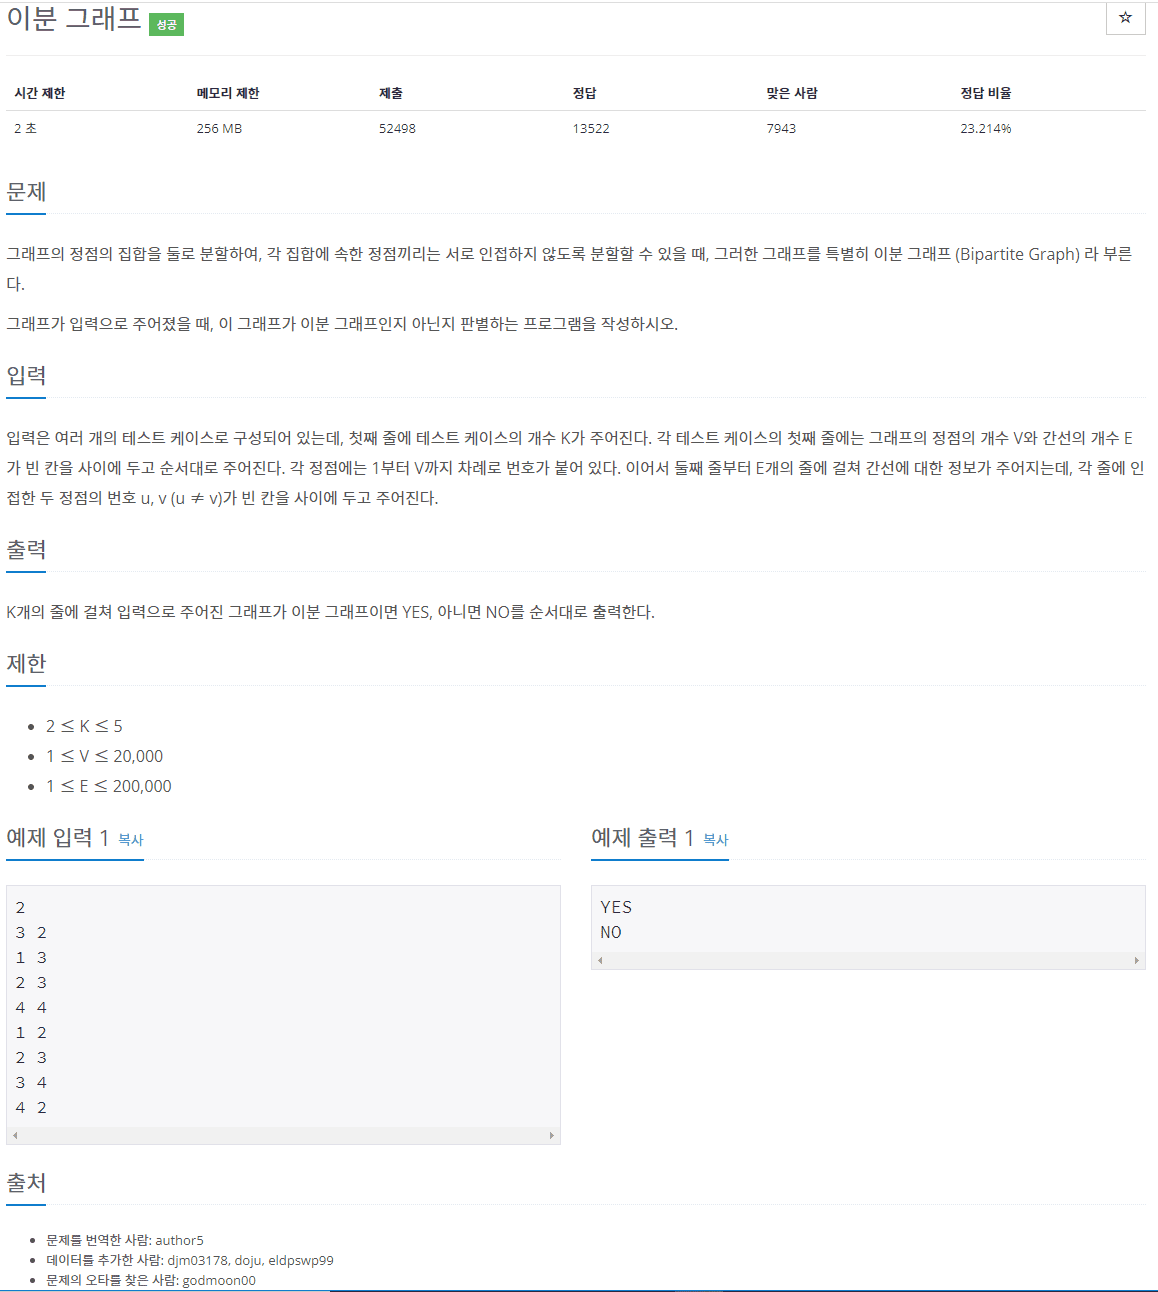 이분 그래프 성공
☆
시간 제한 메모리 제한 제출 정답 맞은 사람 정답 비율
2 초 256 MB 52498 13522 7943 23.214%
문제
그래프의 정점의 집합을 둘로 분할하여, 각 집합에 속한 정점끼리는 서로 인접하지 않도록 분할할 수 있을 때, 그러한 그래프를 특별히 이분 그래프 (Bipartite Graph) 라 부른
다.
그래프가 입력으로 주어졌을 때, 이 그래프가 이분 그래프인지 아닌지 판별하는 프로그램을 작성하시오.
입력
입력은 여러 개의 테스트 케이스로 구성되어 있는데, 첫째 줄에 테스트 케이스의 개수 K가 주어진다. 각 테스트 케이스의 첫째 줄에는 그래프의 정점의 개수 V와 간선의 개수 E
가 빈 칸을 사이에 두고 순서대로 주어진다. 각 정점에는 1부터 V까지 차례로 번호가 붙어 있다. 이어서 둘째 줄부터 E개의 줄에 걸쳐 간선에 대한 정보가 주어지는데, 각 줄에 인
접한 두 정점의 번호 u, v (u ≠ v)가 빈 칸을 사이에 두고 주어진다.
출력
K개의 줄에 걸쳐 입력으로 주어진 그래프가 이분 그래프이면 YES, 아니면 NO를 순서대로 출력한다.
제한
• 2 ≤ K ≤ 5
• 1 ≤ V ≤ 20,000
• 1 ≤ E ≤ 200,000
예제 입력 1 복사
2
3 2
1 3
2 3
4 4
1 2
2 3
3 4
4 2
예제 출력 1 복사
YES
NO
출처
• 문제를 번역한 사람: author5
• 데이터를 추가한 사람: djm03178, doju, eldpswp99
• 문제의 오타를 찾은 사람: godmoon00